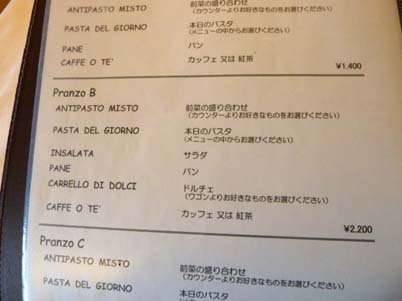 ANTIPASTO MISTO 前菜の盛り合わせ
(カウンターよりお好きなものをお選びください)
PASTA DEL GIORNO 本日のパスタ
(メニューの中からお選びください)
PANE パン
CAFFE O TE' カッフェ 又は 紅茶
¥1,400
Pranzo B
ANTIPASTO MISTO 前菜の盛り合わせ
(カウンターよりお好きなものをお選びください)
PASTA DEL GIORNO 本日のパスタ
(メニューの中からお選びください)
INSALATA サラダ
PANE パン
CARRELLO DI DOLCI ドルチェ
(ワゴンよりお好きなものをお選びください)
CAFFE O TE' カッフェ 又は 紅茶
¥2,200
Pranzo C
ANTIPASTO MISTO 前菜の盛り合わせ
(カウンターよりお好きなものをお選びください)
PASTA DEL GIORNO 本日のパスタ